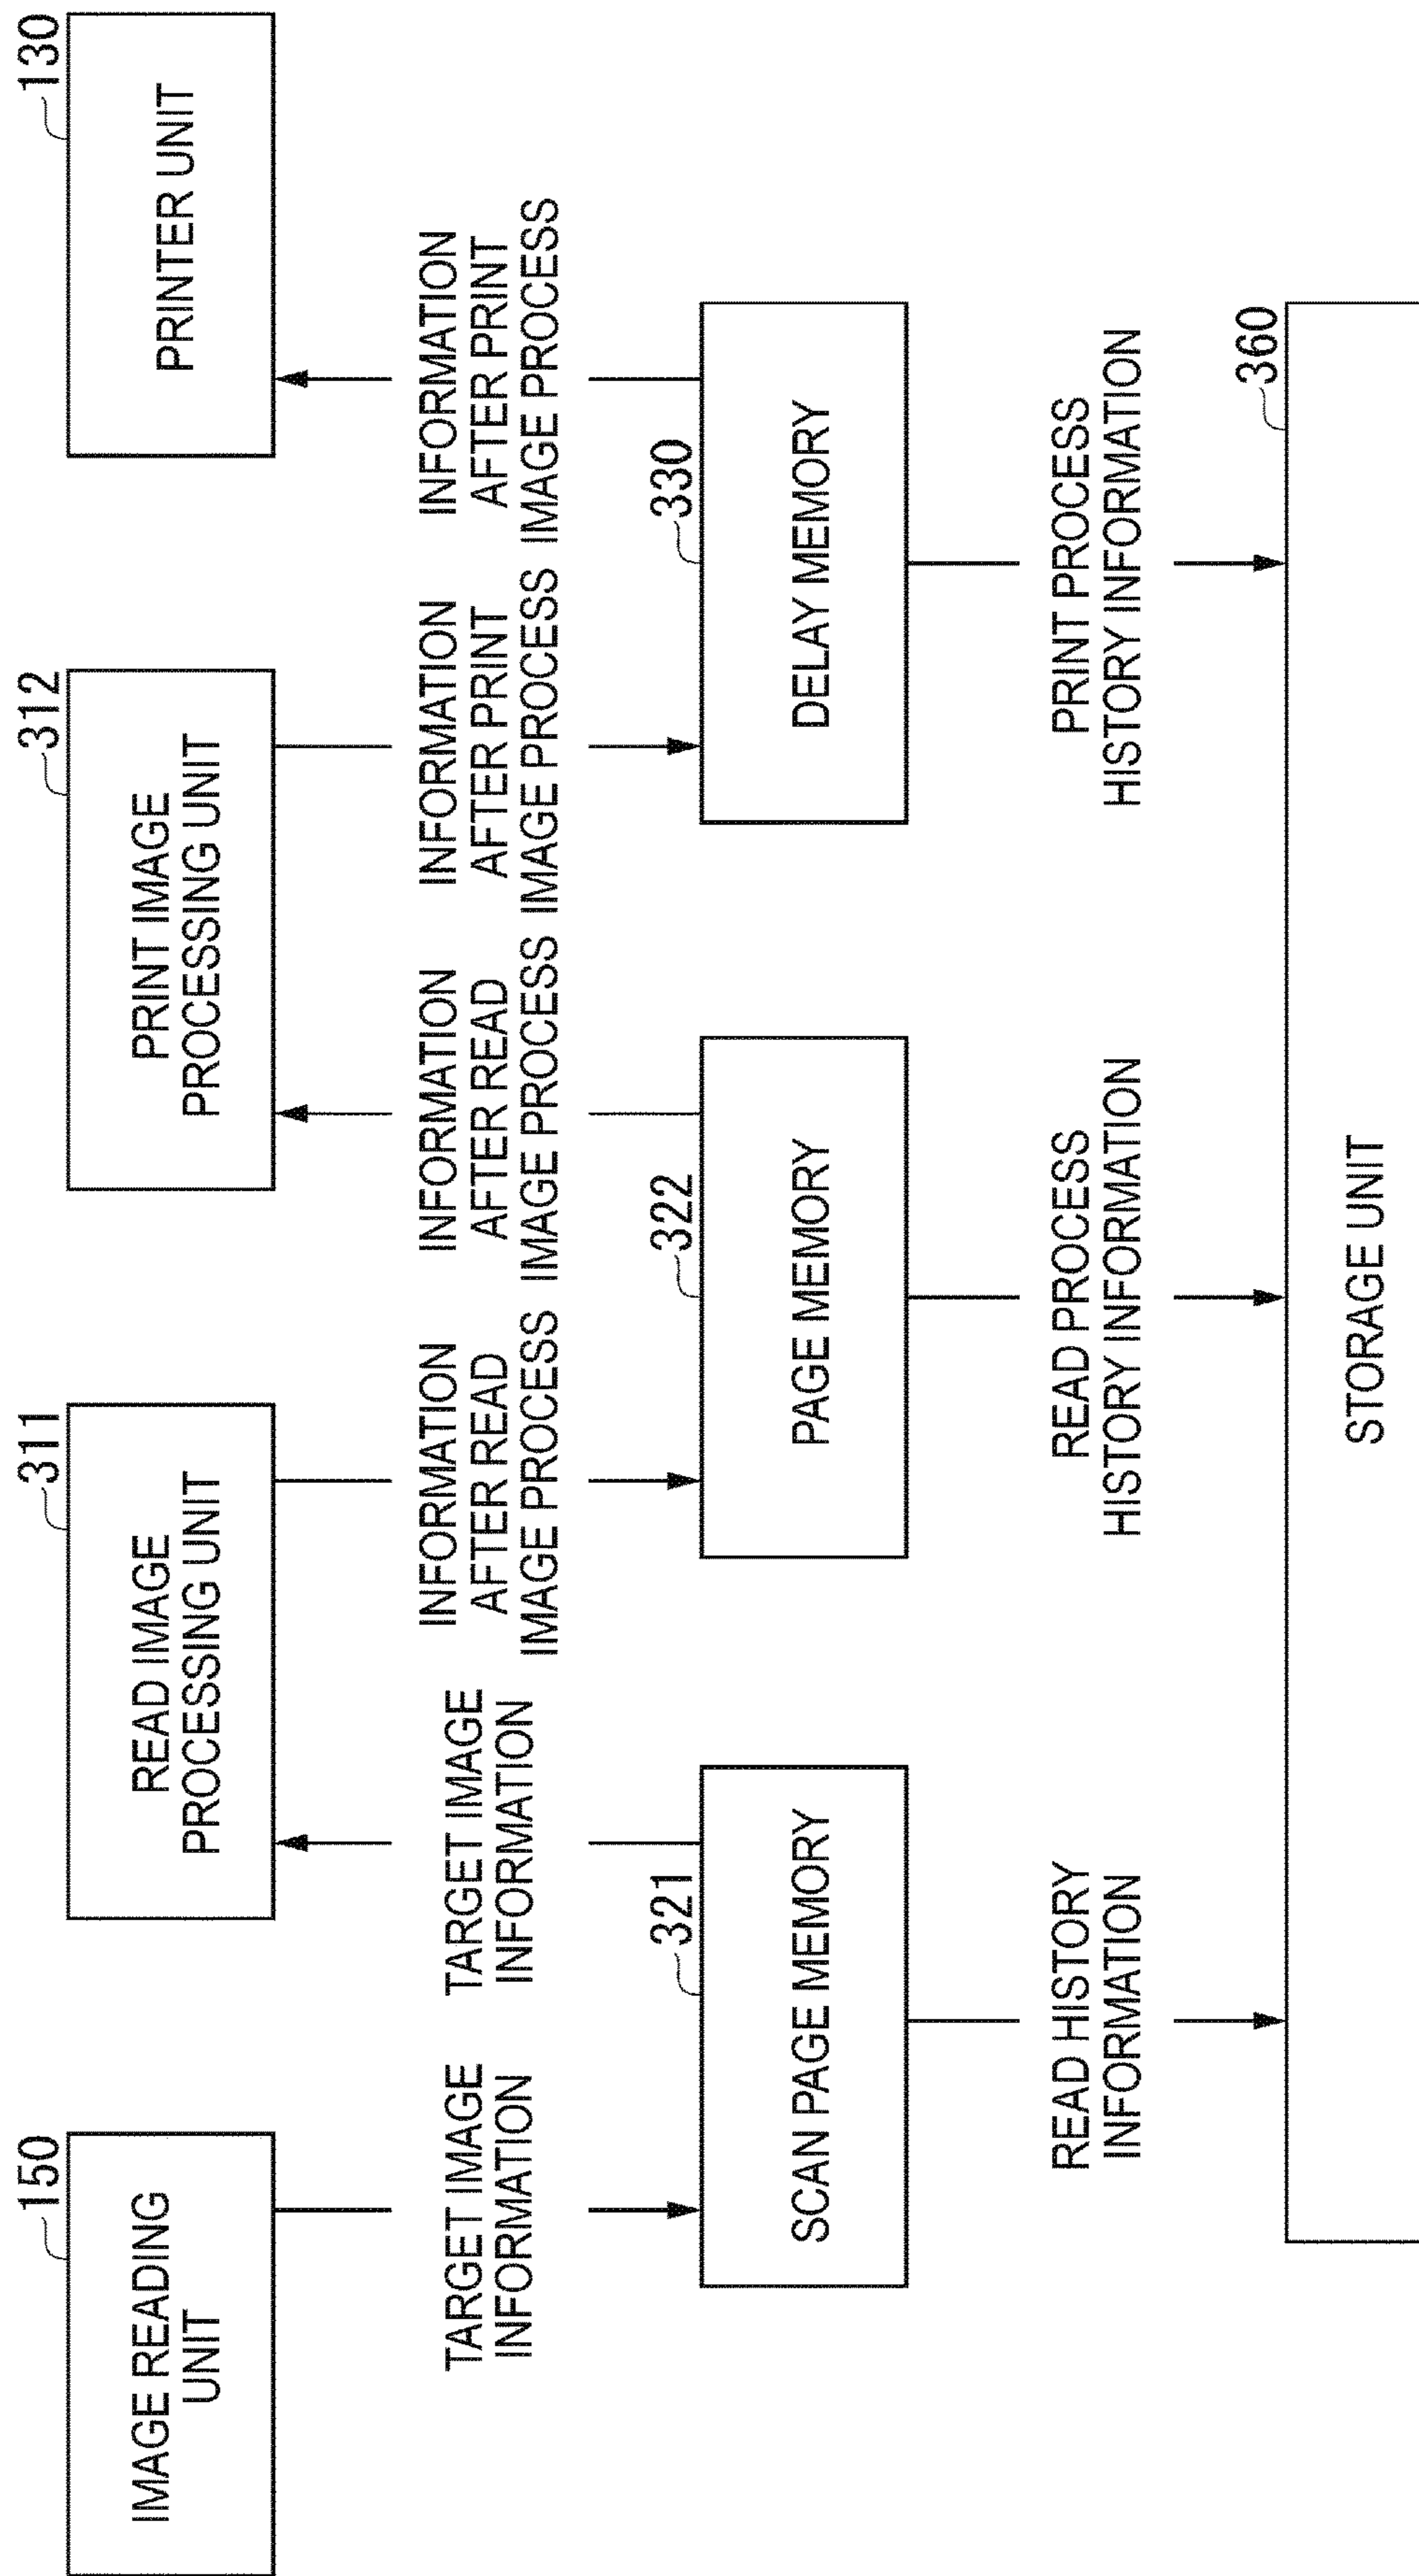 150
IMAGE READING
UNIT
311
READ IMAGE
PROCESSING UNIT
312
PRINT IMAGE
PROCESSING UNIT
130
PRINTER UNIT
TARGET IMAGE
INFORMATION
TARGET IMAGE
INFORMATION
INFORMATION
AFTER READ
IMAGE PROCESS
INFORMATION
AFTER READ
IMAGE PROCESS
INFORMATION
AFTER PRINT
IMAGE PROCESS
INFORMATION
AFTER PRINT
IMAGE PROCESS
321
SCAN PAGE MEMORY
322
PAGE MEMORY
330
DELAY MEMORY
READ HISTORY
INFORMATION
READ PROCESS
HISTORY INFORMATION
PRINT PROCESS
HISTORY INFORMATION
360
STORAGE UNIT